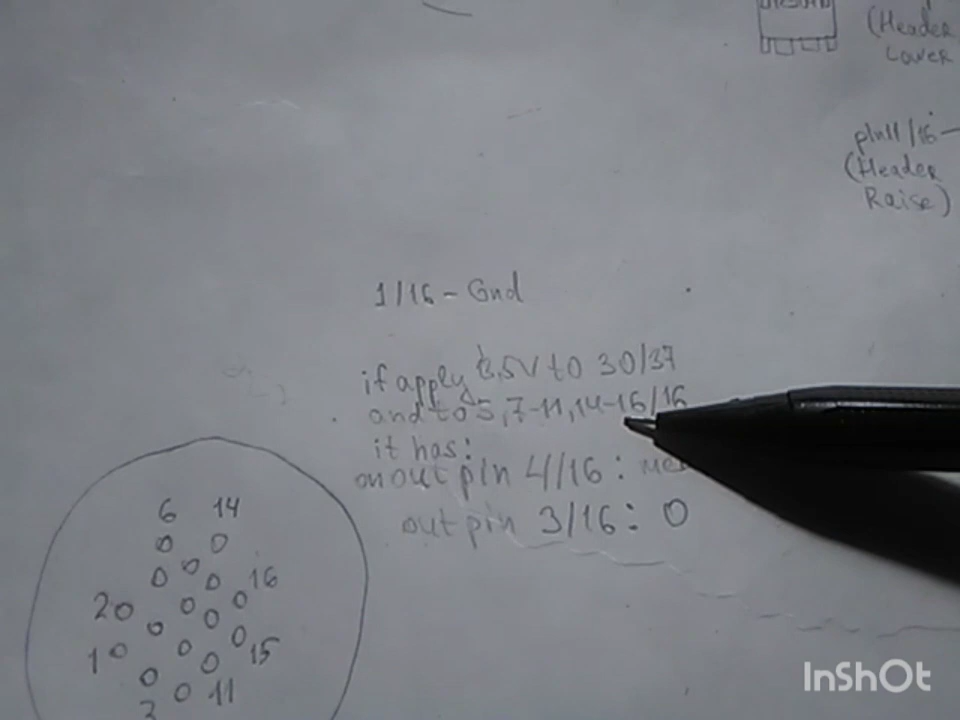 (Header
Lower
pin11/16-
(Header
Raise)
1/16 - Gnd
if apply 8,5V to 30/37
and to 5, 7-11, 14-16/16
it has:
on out pin 4/16:
out pin 3/16: 0
6 14
16
2
1 15
11
3
InShOt